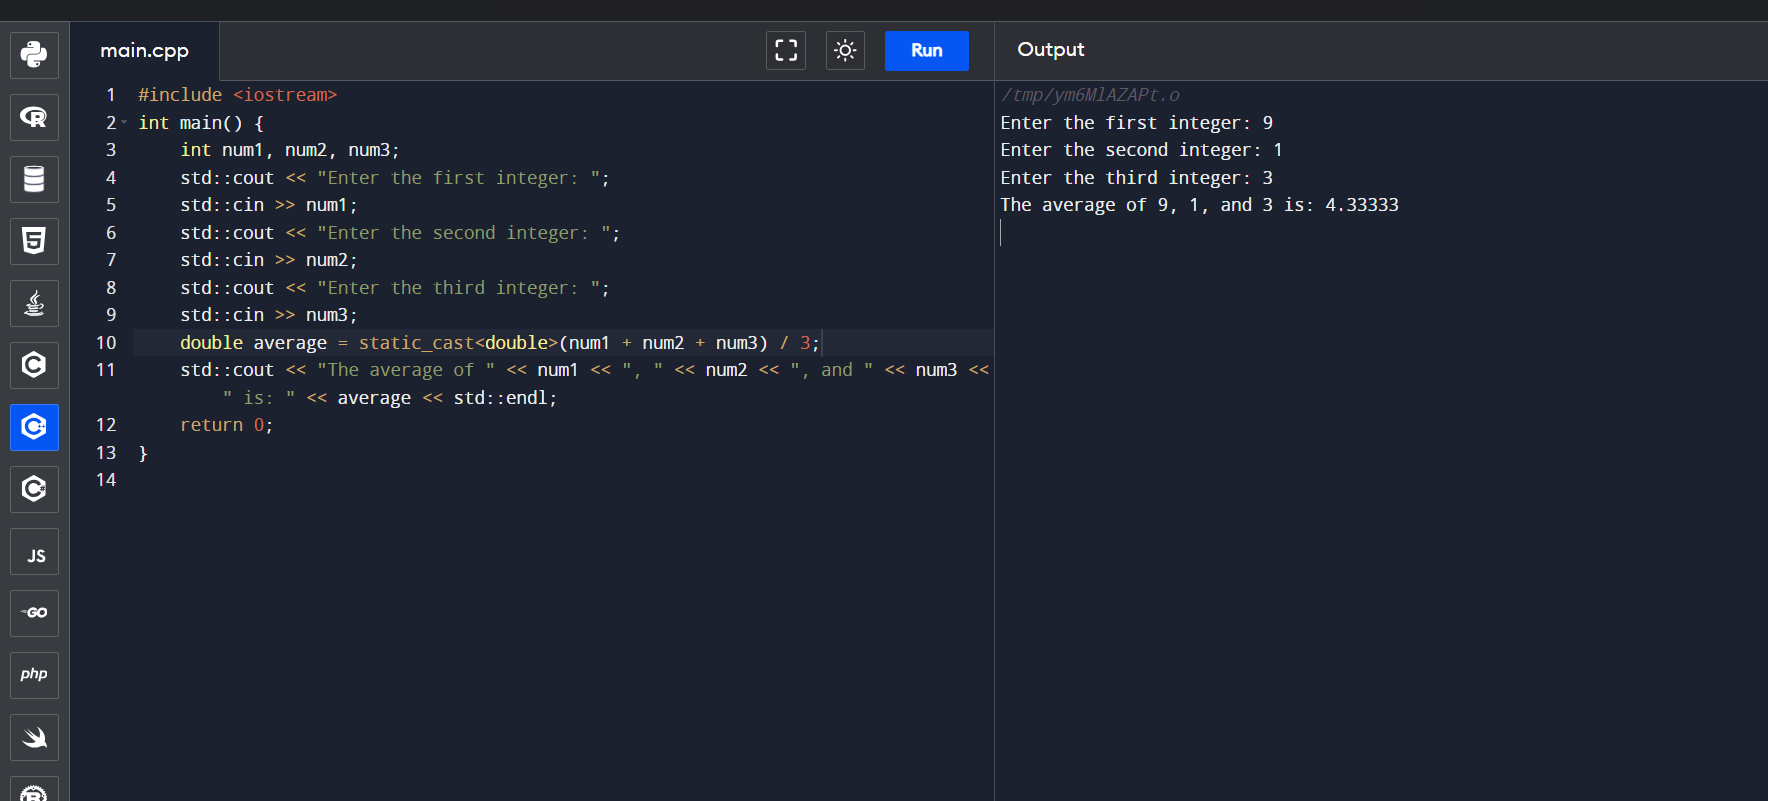 main.cpp
Run
Output
1 #include <iostream>
2 int main() {
3     int num1, num2, num3;
4     std::cout << "Enter the first integer: ";
5     std::cin >> num1;
6     std::cout << "Enter the second integer: ";
7     std::cin >> num2;
8     std::cout << "Enter the third integer: ";
9     std::cin >> num3;
10     double average = static_cast<double>(num1 + num2 + num3) / 3;
11     std::cout << "The average of " << num1 << ", " << num2 << ", and " << num3 <<
        " is: " << average << std::endl;
12     return 0;
13 }
14
/tmp/ym6MlAZAPt.o
Enter the first integer: 9
Enter the second integer: 1
Enter the third integer: 3
The average of 9, 1, and 3 is: 4.33333
R
5
C
C
C
JS
GO
php
R